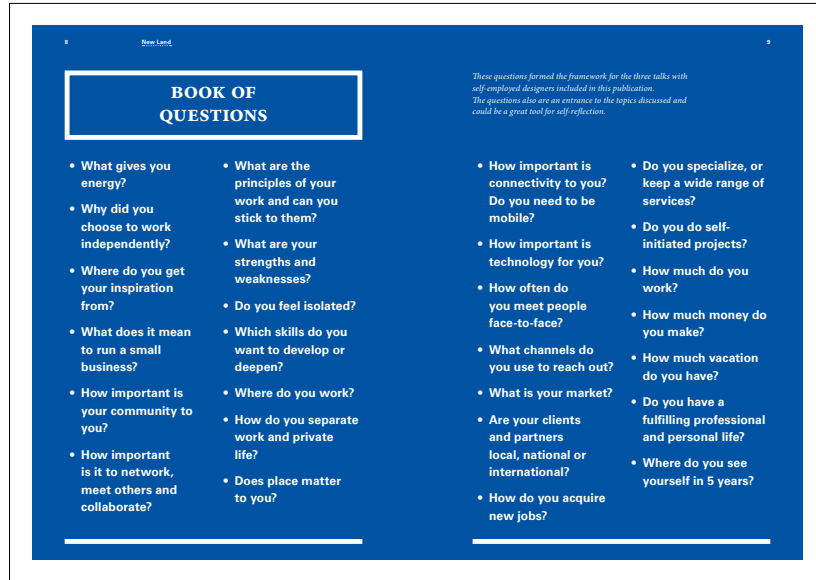 8
New Land
9
BOOK OF
QUESTIONS
These questions formed the framework for the three talks with
self-employed designers included in this publication.
The questions also are an entrance to the topics discussed and
could be a great tool for self-reflection.
• What gives you
energy?
• Why did you
choose to work
independently?
• Where do you get
your inspiration
from?
• What does it mean
to run a small
business?
• How important is
your community to
you?
• How important
is it to network,
meet others and
collaborate?
• What are the
principles of your
work and can you
stick to them?
• What are your
strengths and
weaknesses?
• Do you feel isolated?
• Which skills do you
want to develop or
deepen?
• Where do you work?
• How do you separate
work and private
life?
• Does place matter
to you?
• How important is
connectivity to you?
Do you need to be
mobile?
• How important is
technology for you?
• How often do
you meet people
face-to-face?
• What channels do
you use to reach out?
• What is your market?
• Are your clients
and partners
local, national or
international?
• How do you acquire
new jobs?
• Do you specialize, or
keep a wide range of
services?
• Do you do self-
initiated projects?
• How much do you
work?
• How much money do
you make?
• How much vacation
do you have?
• Do you have a
fulfilling professional
and personal life?
• Where do you see
yourself in 5 years?